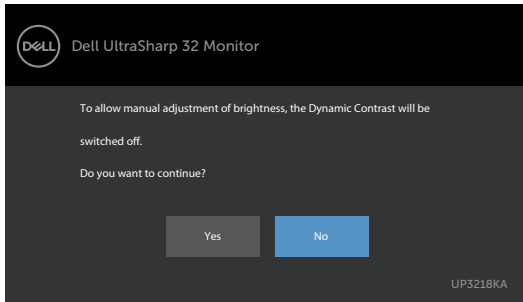 DELL
Dell UltraSharp 32 Monitor
To allow manual adjustment of brightness, the Dynamic Contrast will be
switched off.
Do you want to continue?
Yes
No
UP3218KA